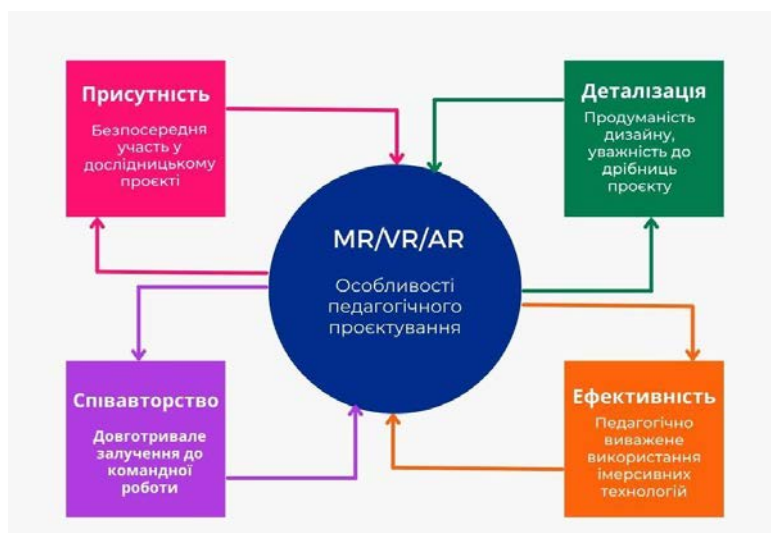 Присутність
Безпосередня
участь у
дослідницькому
проєкті
Деталізація
Продуманість
дизайну,
уважність до
дрібниць
проєкту
MR/VR/AR
Особливості
педагогічного
проєктування
Співавторство
Довготривале
залучення до
командної
роботи
Ефективність
Педагогічно
виважене
використання
імерсивних
технологій